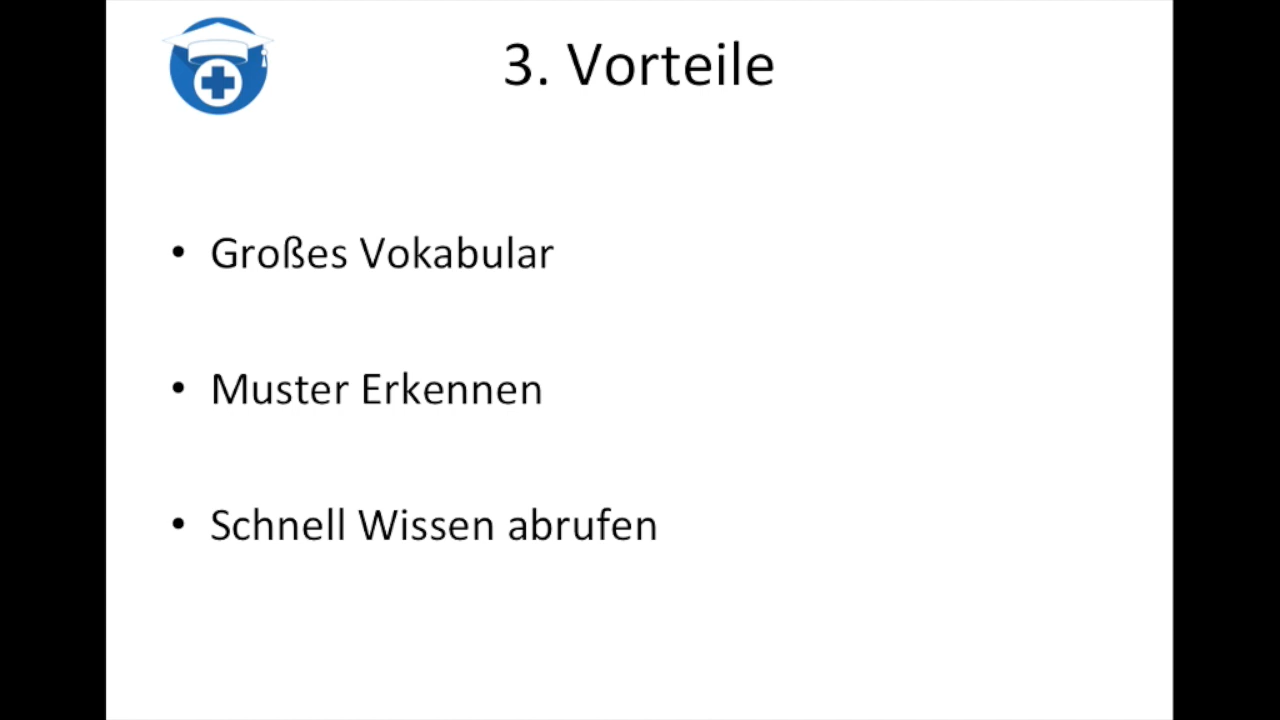 3. Vorteile
• Großes Vokabular
• Muster Erkennen
• Schnell Wissen abrufen